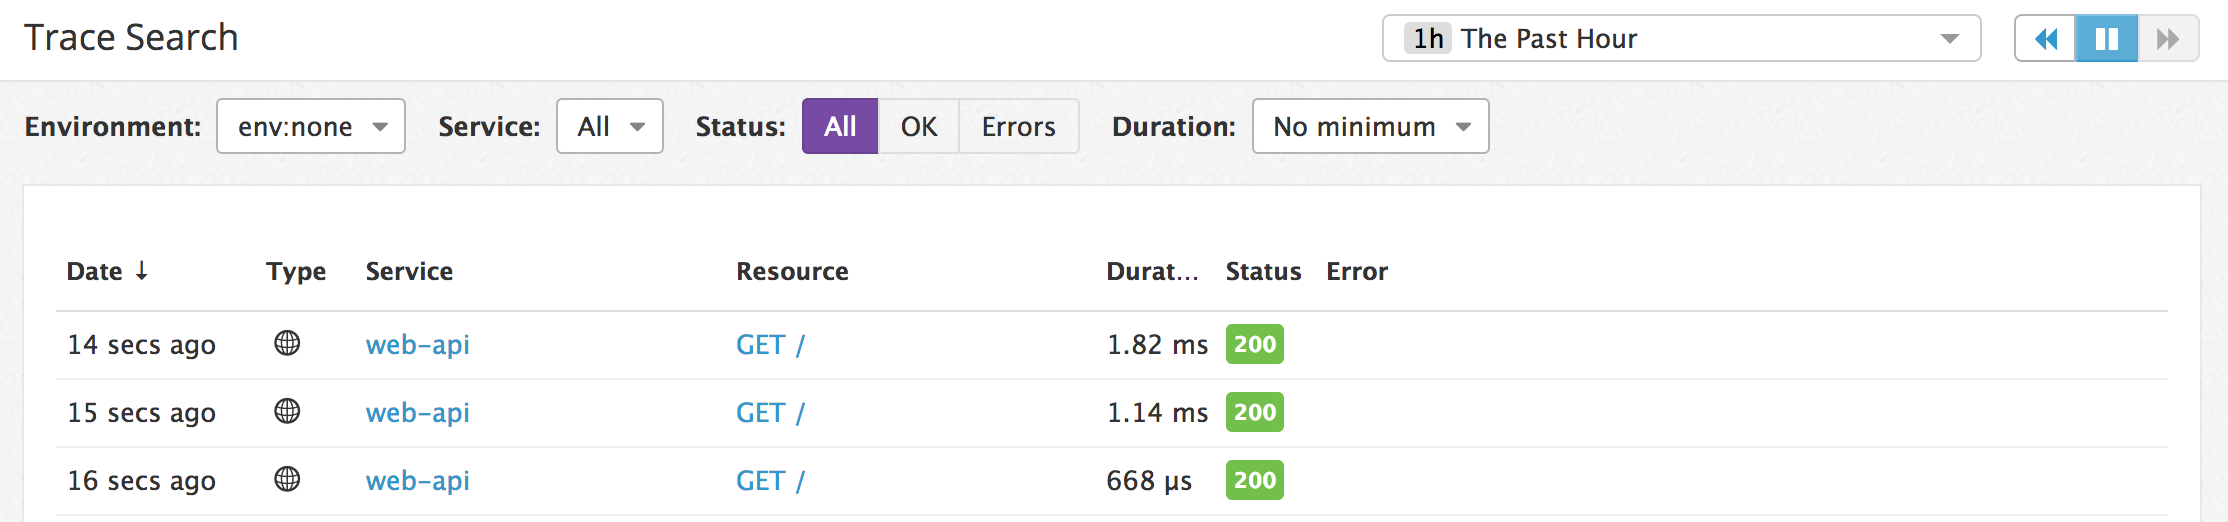 Trace Search
1h The Past Hour
Environment: env:none Service: All Status: All OK Errors Duration: No minimum
Date ↓ Type Service Resource Durat... Status Error
14 secs ago web-api GET / 1.82 ms 200
15 secs ago web-api GET / 1.14 ms 200
16 secs ago web-api GET / 668 µs 200